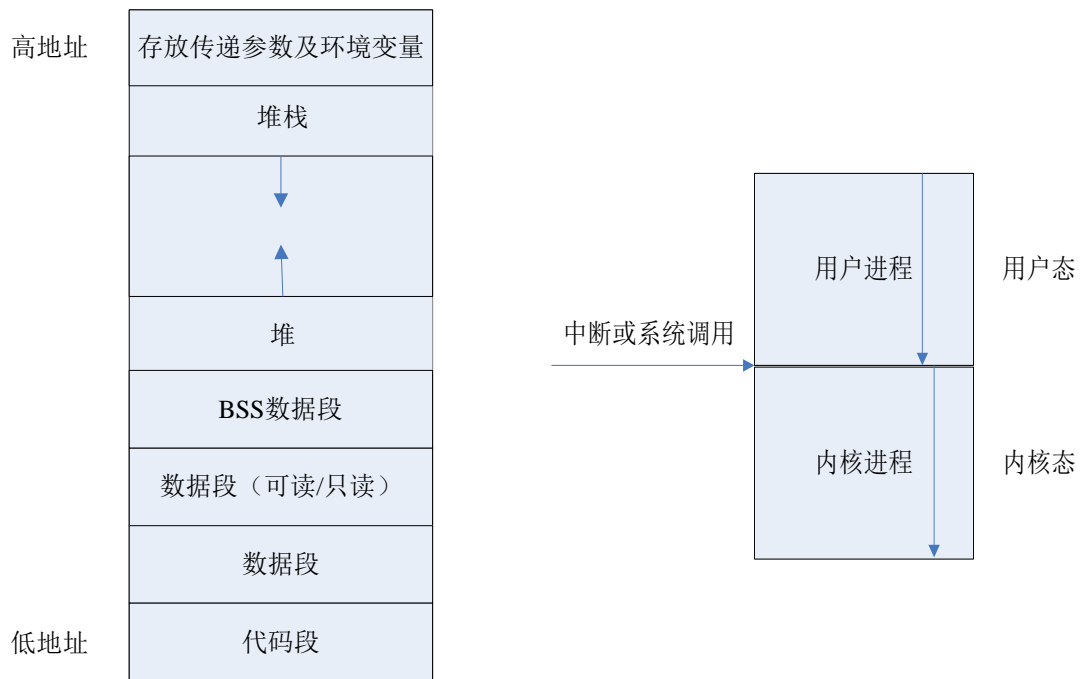 高地址
存放传递参数及环境变量
堆栈
堆
BSS数据段
数据段（可读/只读）
数据段
低地址
代码段
用户进程
用户态
中断或系统调用
内核进程
内核态